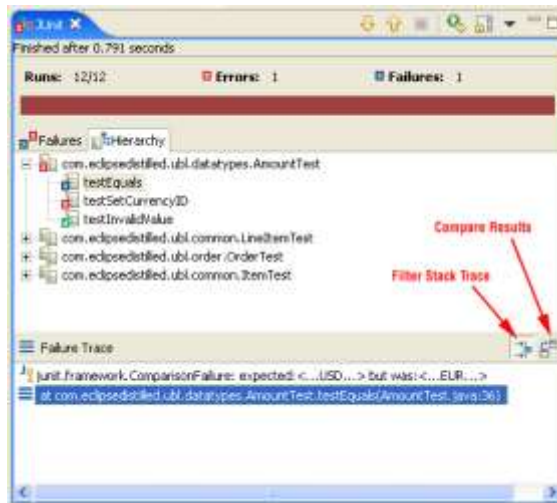 JUnit
Finished after 0.791 seconds
Runs: 12/12 Errors: 1 Failures: 1
Failures Hierarchy
com.eclipsedistilled.ubl.datatypes.AmountTest
testEquals
testSetCurrencyID
testInvalidValue
com.eclipsedistilled.ubl.common.LineItemTest
com.eclipsedistilled.ubl.order.OrderTest
com.eclipsedistilled.ubl.common.ItemTest
Compare Results
Filter Stack Trace
Failure Trace
junit.framework.ComparisonFailure: expected:<...USD...> but was:<...EUR...>
at com.eclipsedistilled.ubl.datatypes.AmountTest.testEquals(AmountTest.java:36)